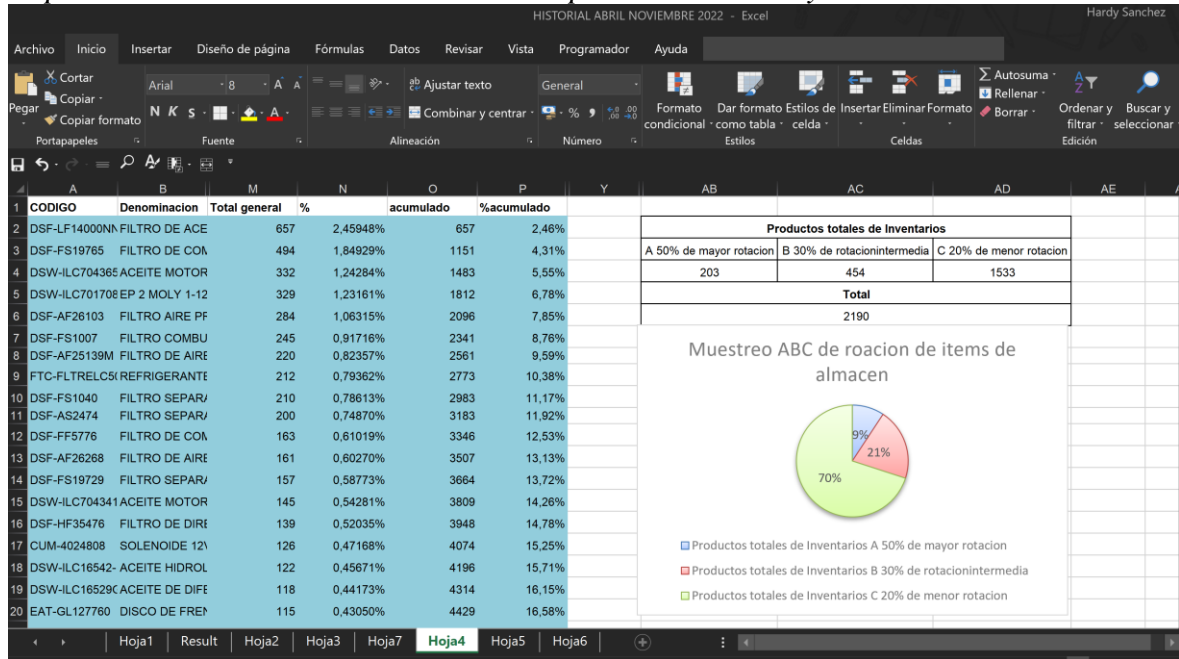 HISTORIAL ABRIL NOVIEMBRE 2022 - Excel
Hardy Sanchez
Archivo Inicio Insertar Diseño de página Fórmulas Datos Revisar Vista Programador Ayuda
Cortar
Copiar
Copiar formato
Pegar
Portapapeles
Arial 8
N K S
Fuente
Ajustar texto
Combinar y centrar
Alineación
General
% 000
Número
Formato condicional
Dar formato como tabla
Estilos de celda
Estilos
Insertar Eliminar Formato
Celdas
Autosuma
Rellenar
Borrar
Ordenar y filtrar
Buscar y seleccionar
Edición
A B M N O P Y AB AC AD AE
1 CODIGO Denominacion Total general % acumulado %acumulado
2 DSF-LF14000NN FILTRO DE ACE 657 2,45948% 657 2,46%
3 DSF-FS19765 FILTRO DE COM 494 1,84929% 1151 4,31%
4 DSW-ILC704365 ACEITE MOTOR 332 1,24284% 1483 5,55%
5 DSW-ILC701708 EP 2 MOLY 1-12 329 1,23161% 1812 6,78%
6 DSF-AF26103 FILTRO AIRE PF 284 1,06315% 2096 7,85%
7 DSF-FS1007 FILTRO COMBU 245 0,91716% 2341 8,76%
8 DSF-AF25139M FILTRO DE AIRE 220 0,82357% 2561 9,59%
9 FTC-FLTRELC50 REFRIGERANTE 212 0,79362% 2773 10,38%
10 DSF-FS1040 FILTRO SEPARA 210 0,78613% 2983 11,17%
11 DSF-AS2474 FILTRO SEPARA 200 0,74870% 3183 11,92%
12 DSF-FF5776 FILTRO DE COM 163 0,61019% 3346 12,53%
13 DSF-AF26268 FILTRO DE AIRE 161 0,60270% 3507 13,13%
14 DSF-FS19729 FILTRO SEPARA 157 0,58773% 3664 13,72%
15 DSW-ILC704341 ACEITE MOTOR 145 0,54281% 3809 14,26%
16 DSF-HF35476 FILTRO DE DIRE 139 0,52035% 3948 14,78%
17 CUM-4024808 SOLENOIDE 12V 126 0,47168% 4074 15,25%
18 DSW-ILC16542- ACEITE HIDROL 122 0,45671% 4196 15,71%
19 DSW-ILC16529C ACEITE DE DIFE 118 0,44173% 4314 16,15%
20 EAT-GL127760 DISCO DE FREN 115 0,43050% 4429 16,58%
Productos totales de Inventarios
A 50% de mayor rotacion B 30% de rotacionintermedia C 20% de menor rotacion
203 454 1533
Total
2190
Muestreo ABC de roacion de items de
almacen
9%
21%
70%
Productos totales de Inventarios A 50% de mayor rotacion
Productos totales de Inventarios B 30% de rotacionintermedia
Productos totales de Inventarios C 20% de menor rotacion
Hoja1 Result Hoja2 Hoja3 Hoja7 Hoja4 Hoja5 Hoja6